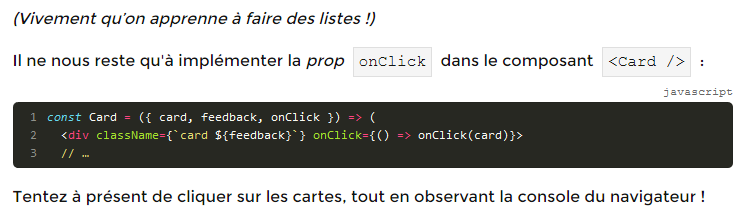 (Vivement qu’on apprenne à faire des listes !)
Il ne nous reste qu'à implémenter la prop onClick dans le composant <Card /> :
javascript
1 const Card = ({ card, feedback, onClick }) => (
2   <div className={`card ${feedback}`} onClick={() => onClick(card)}>
3   // …
Tentez à présent de cliquer sur les cartes, tout en observant la console du navigateur !